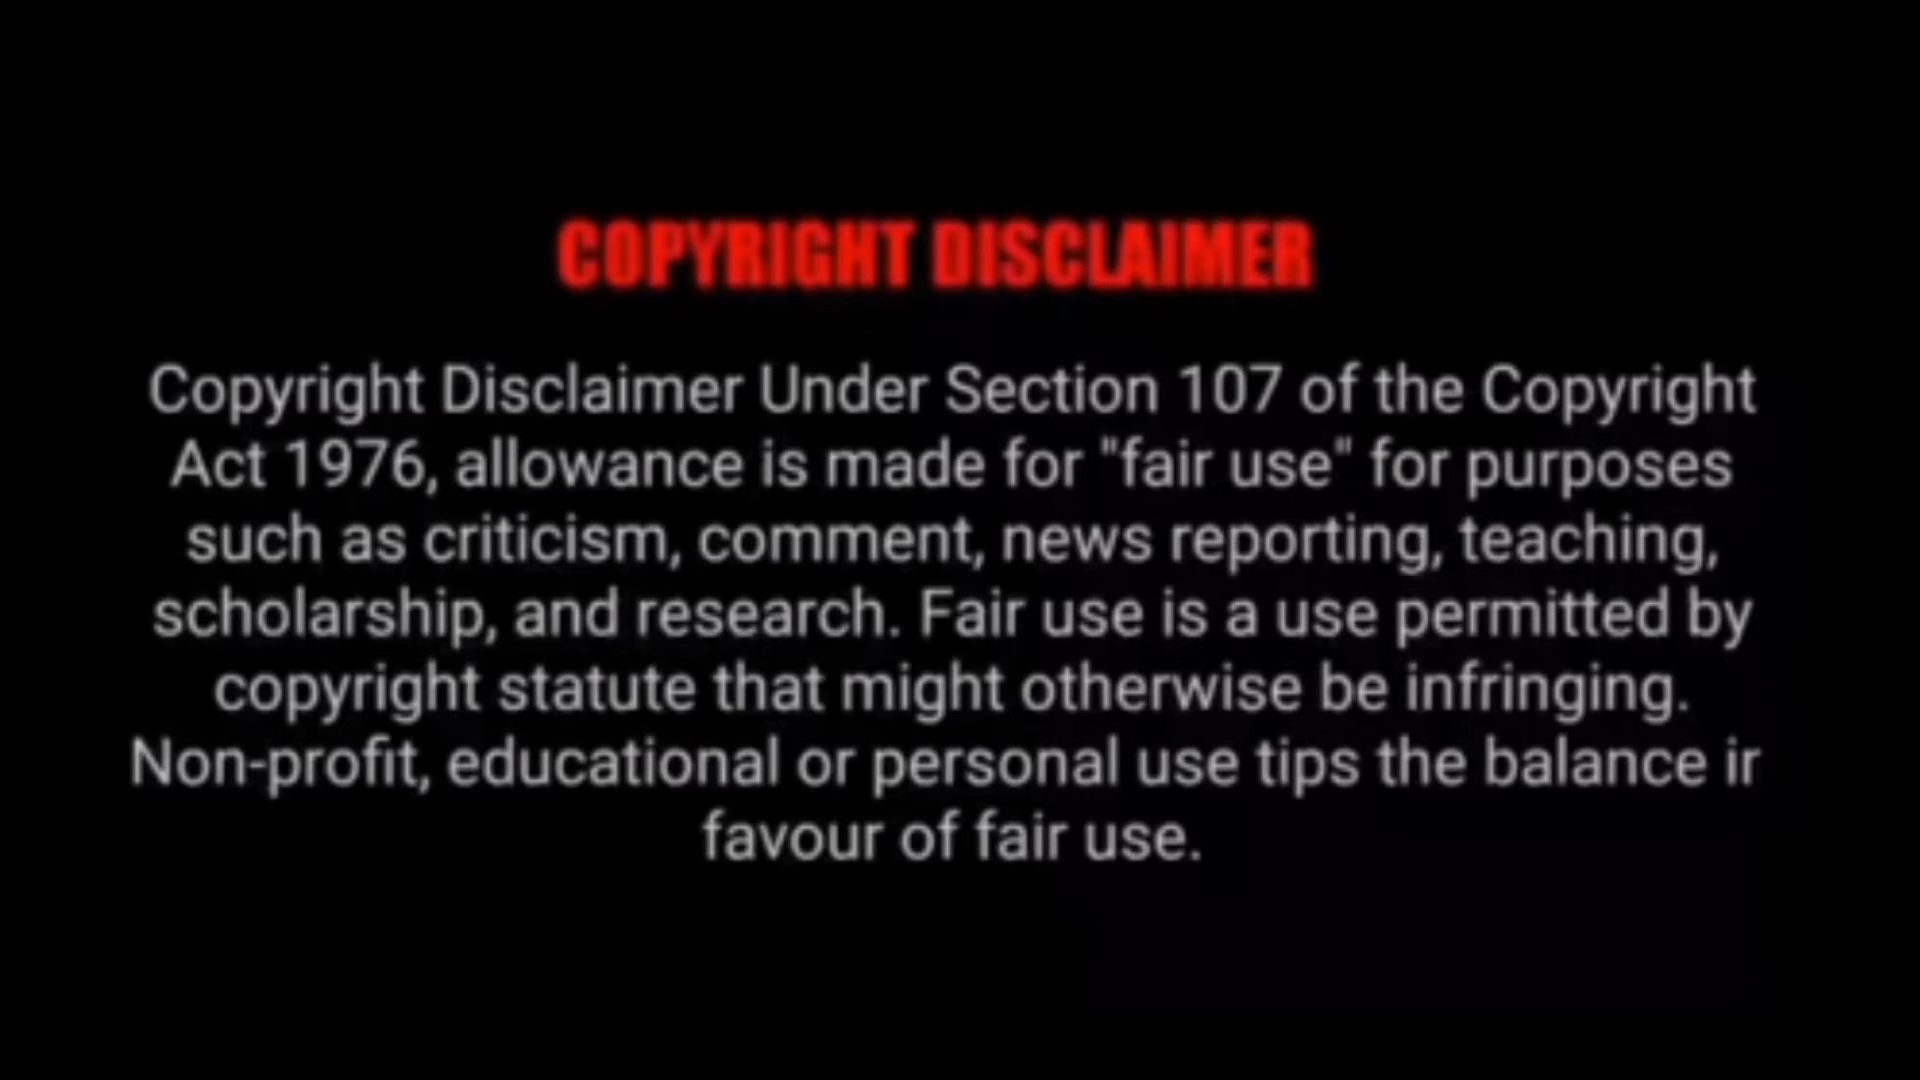 COPYRIGHT DISCLAIMER
Copyright Disclaimer Under Section 107 of the Copyright
Act 1976, allowance is made for "fair use" for purposes
such as criticism, comment, news reporting, teaching,
scholarship, and research. Fair use is a use permitted by
copyright statute that might otherwise be infringing.
Non-profit, educational or personal use tips the balance ir
favour of fair use.